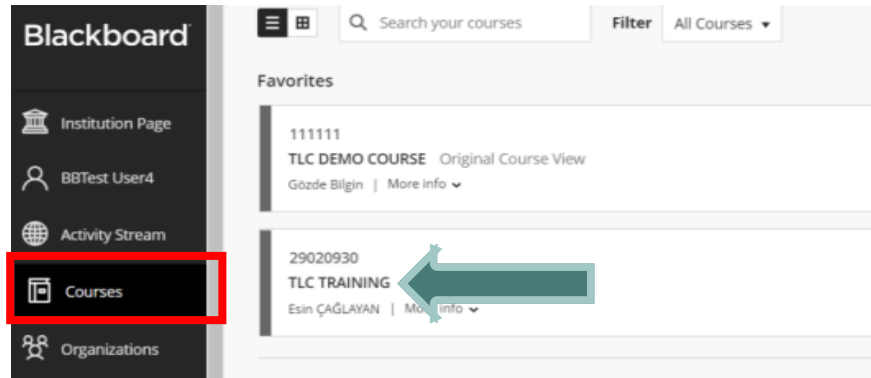 Blackboard
Institution Page
BBTest User4
Activity Stream
Courses
Organizations
Search your courses Filter All Courses
Favorites
111111
TLC DEMO COURSE Original Course View
Gözde Bilgin | More info
29020930
TLC TRAINING
Esin ÇAĞLAYAN | More info